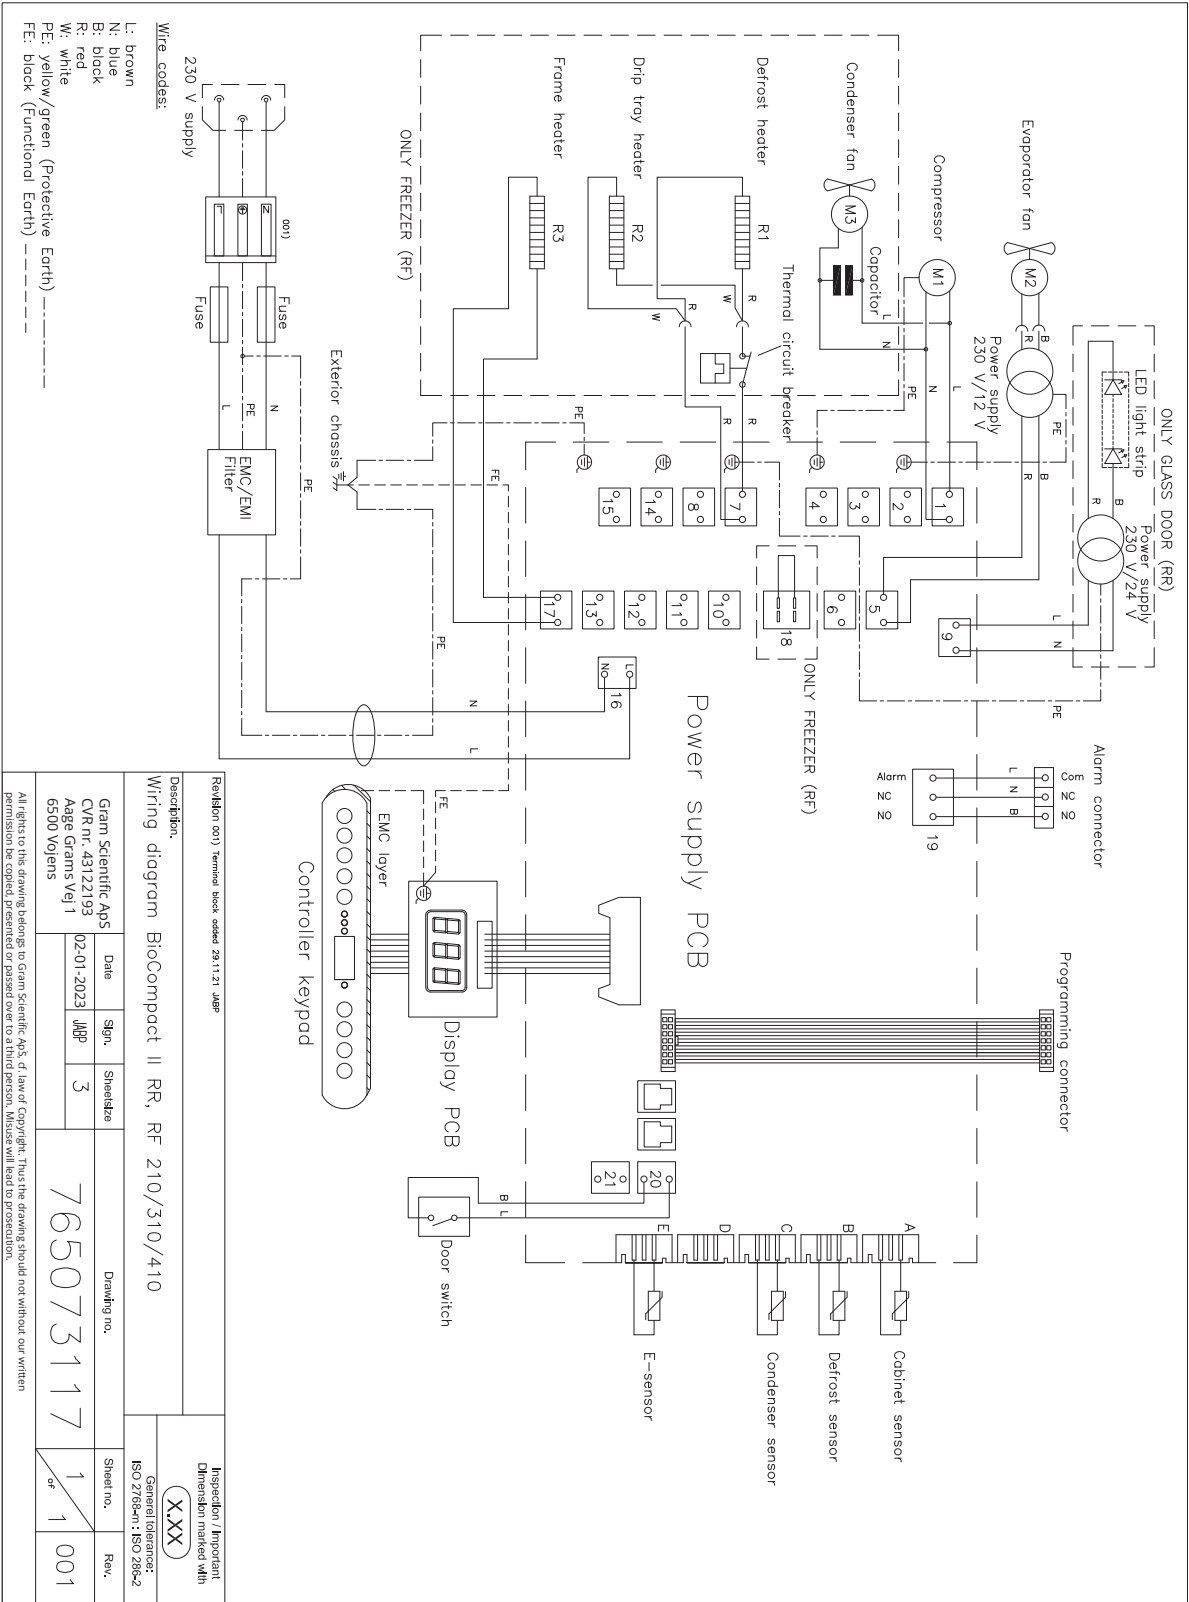 ONLY GLASS DOOR (RR)
LED light strip
Power supply
230 V/24 V
R
B
L
N
PE
Alarm connector
Com
NC
NO
L
N
B
Alarm
NC
NO
19
Programming connector
Evaporator fan
M2
B
R
Power supply
230 V/12 V
PE
B
R
Compressor
M1
L
N
PE
Condenser fan
M3
Capacitor
L
N
Defrost heater
R1
R
W
Thermal circuit breaker
R
R
Drip tray heater
R2
R
W
Frame heater
R3
ONLY FREEZER (RF)
PE
1
2
3
4
7
8
14
15
9
5
6
18
ONLY FREEZER (RF)
10
11
12
13
17
L
N
16
Power supply PCB
A
B
C
D
E
Cabinet sensor
Defrost sensor
Condenser sensor
E-sensor
20
21
B
L
Door switch
Display PCB
EMC layer
FE
Controller keypad
Exterior chassis
FE
PE
PE
N
L
230 V supply
N
L
001)
Fuse
Fuse
N
PE
L
EMC/EMI
Filter
Wire codes:
L: brown
N: blue
B: black
R: red
W: white
PE: yellow/green (Protective Earth)
FE: black (Functional Earth)
Revision 001) Terminal block added 29.11.21 JABP
Description.
Wiring diagram BioCompact II RR, RF 210/310/410
Inspection / Important
Dimension marked with
X.XX
Generel tolerance:
ISO 2768-m : ISO 286-2
Gram Scientific ApS
CVR nr. 43122193
Aage Grams Vej 1
6500 Vojens
Date
02-01-2023
Sign.
JABP
Sheetsize
3
Drawing no.
765073117
Sheet no.
1 of 1
Rev.
001
All rights to this drawing belongs to Gram Scientific ApS, cf. law of Copyright. Thus the drawing should not without our written
permission be copied, presented or passed over to a third person. Misuse will lead to prosecution.